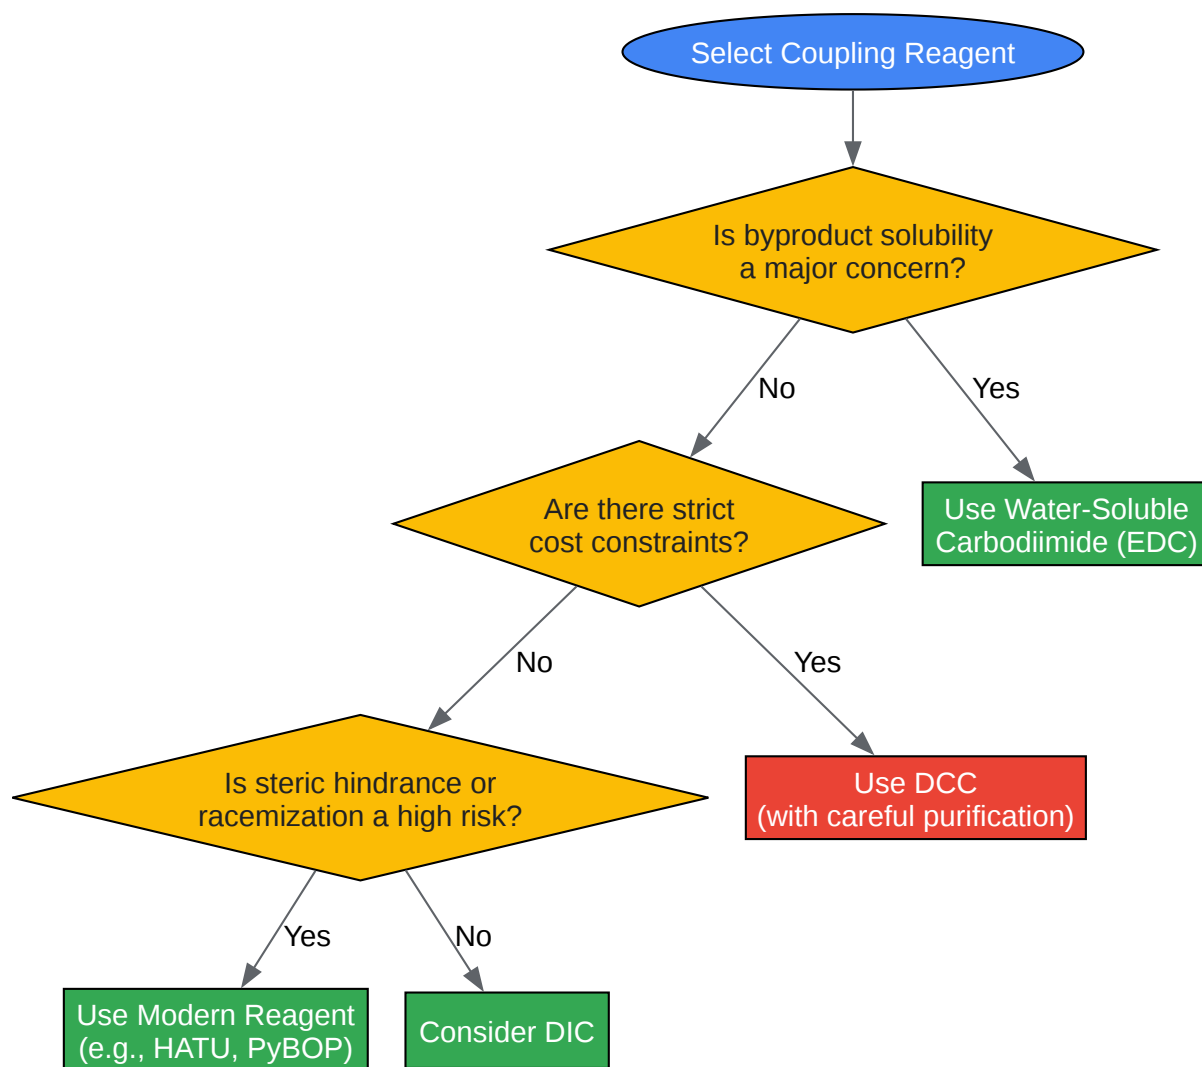 Select Coupling Reagent
Is byproduct solubility
a major concern?
No
Yes
Are there strict
cost constraints?
Use Water-Soluble
Carbodiimide (EDC)
No
Yes
Is steric hindrance or
racemization a high risk?
Use DCC
(with careful purification)
Yes
No
Use Modern Reagent
(e.g., HATU, PyBOP)
Consider DIC